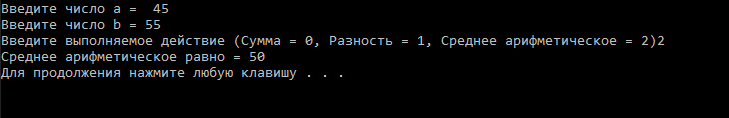 Введите число a =  45
Введите число b = 55
Введите выполняемое действие (Сумма = 0, Разность = 1, Среднее арифметическое = 2)2
Среднее арифметическое равно = 50
Для продолжения нажмите любую клавишу . . .